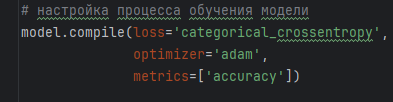 # настройка процесса обучения модели
model.compile(loss='categorical_crossentropy',
optimizer='adam',
metrics=['accuracy'])